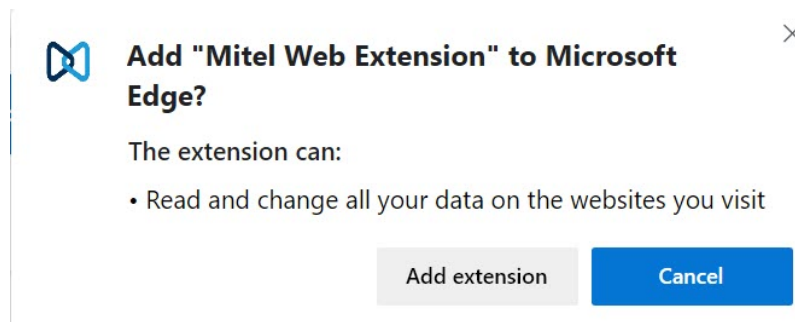 Add "Mitel Web Extension" to Microsoft
Edge?
The extension can:
• Read and change all your data on the websites you visit
Add extension
Cancel